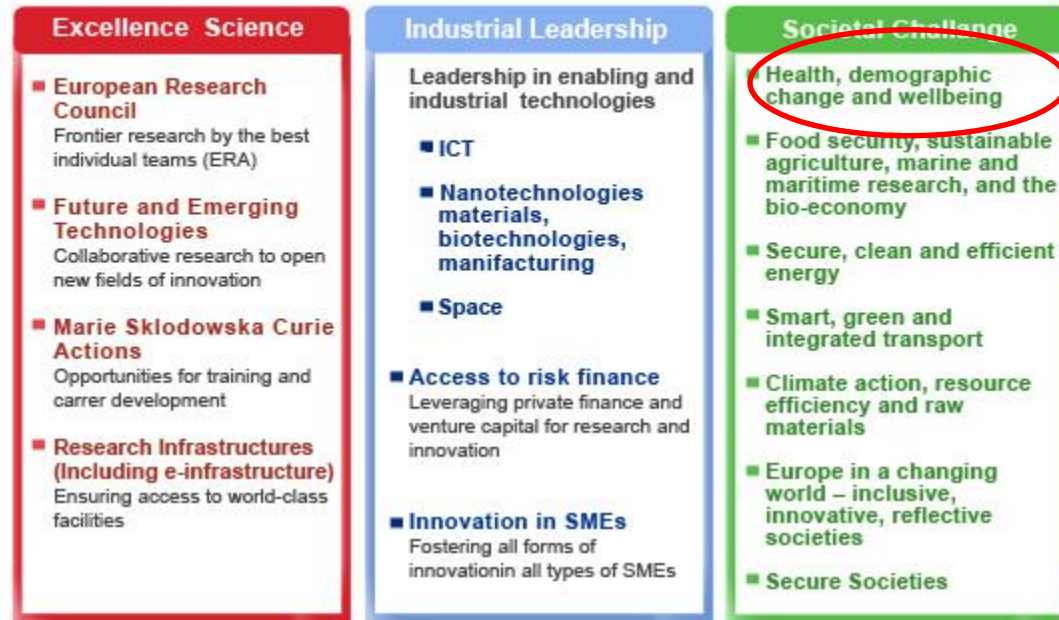 Excellence Science
European Research
Council
Frontier research by the best
individual teams (ERA)
Future and Emerging
Technologies
Collaborative research to open
new fields of innovation
Marie Sklodowska Curie
Actions
Opportunities for training and
carrer development
Research Infrastructures
(Including e-infrastructure)
Ensuring access to world-class
facilities
Industrial Leadership
Leadership in enabling and
industrial technologies
ICT
Nanotechnologies
materials,
biotechnologies,
manifacturing
Space
Access to risk finance
Leveraging private finance and
venture capital for research and
innovation
Innovation in SMEs
Fostering all forms of
innovationin all types of SMEs
Societal Challange
Health, demographic
change and wellbeing
Food security, sustainable
agriculture, marine and
maritime research, and the
bio-economy
Secure, clean and efficient
energy
Smart, green and
integrated transport
Climate action, resource
efficiency and raw
materials
Europe in a changing
world – inclusive,
innovative, reflective
societies
Secure Societies